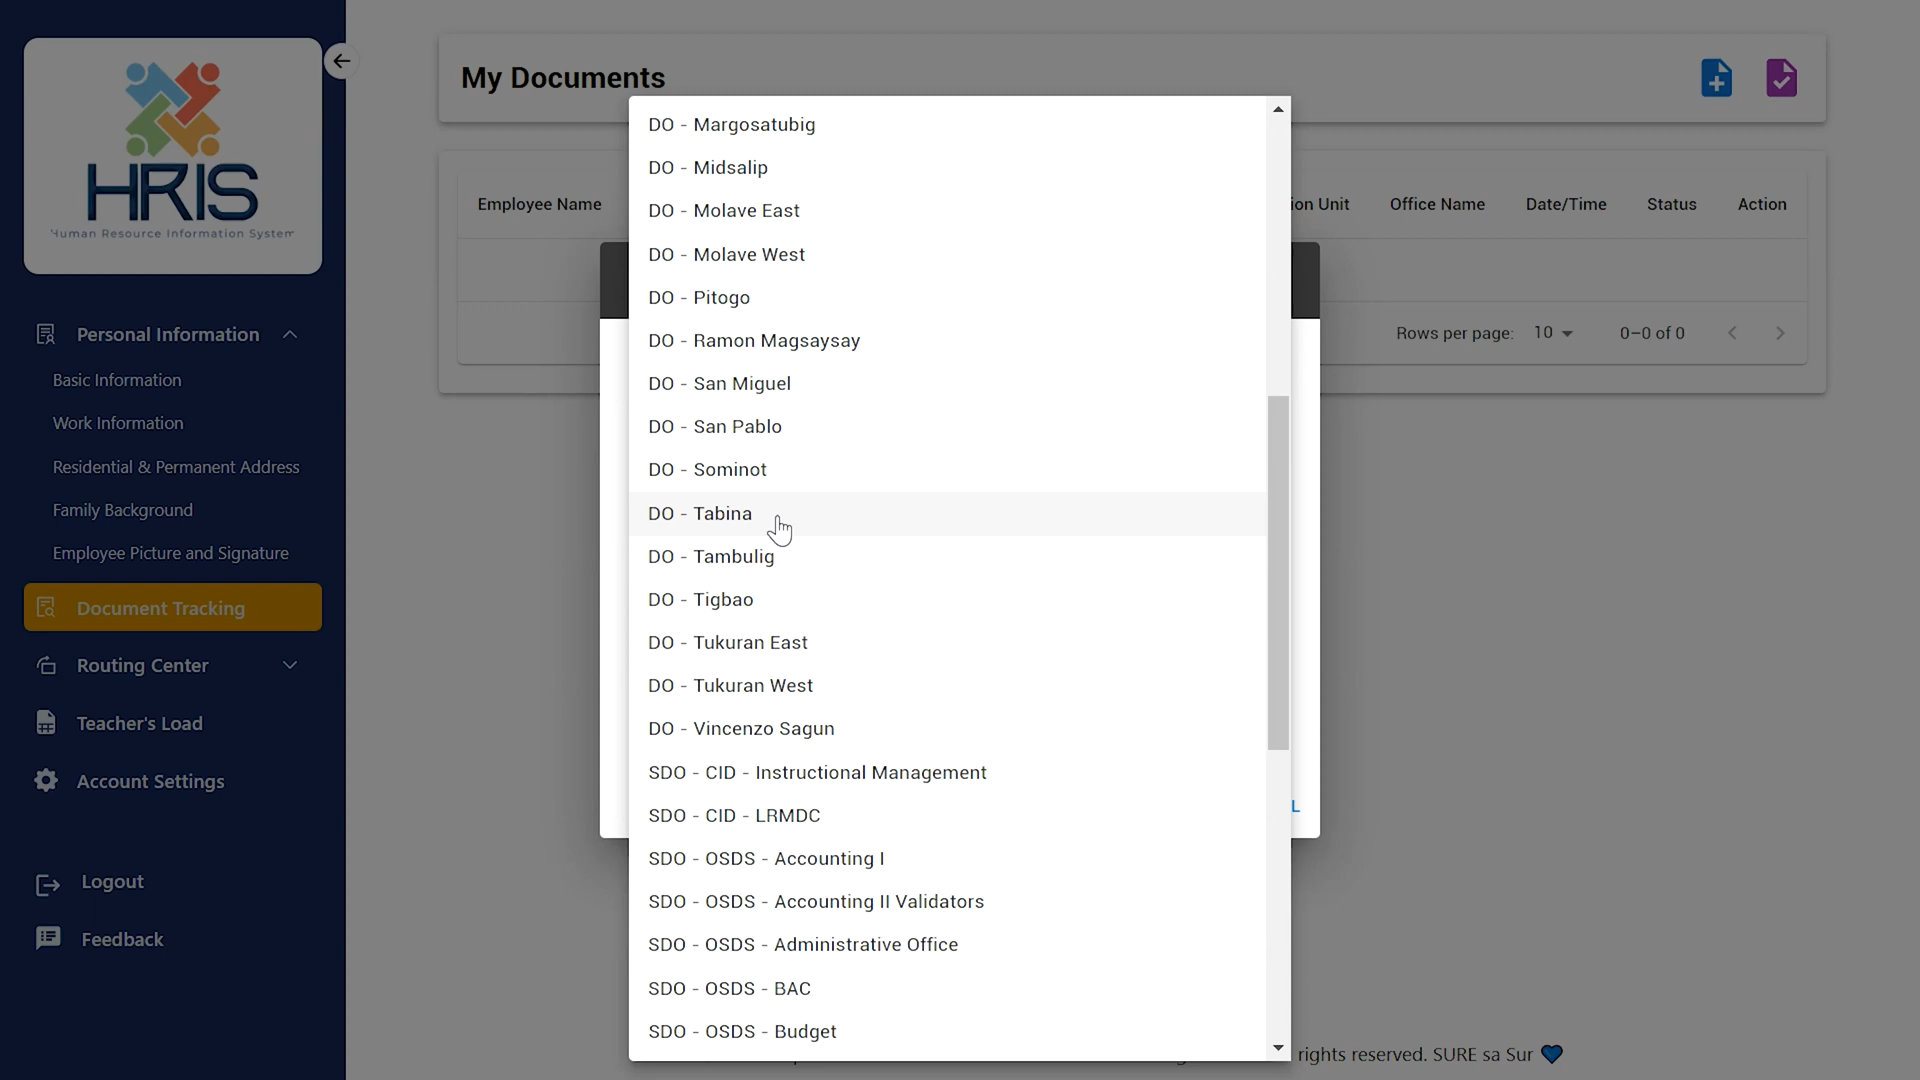 HRIS
Human Resource Information System
Personal Information
Basic Information
Work Information
Residential & Permanent Address
Family Background
Employee Picture and Signature
Document Tracking
Routing Center
Teacher's Load
Account Settings
Logout
Feedback
My Documents
Employee Name
ion Unit
Office Name
Date/Time
Status
Action
Rows per page:
10
0–0 of 0
DO - Margosatubig
DO - Midsalip
DO - Molave East
DO - Molave West
DO - Pitogo
DO - Ramon Magsaysay
DO - San Miguel
DO - San Pablo
DO - Sominot
DO - Tabina
DO - Tambulig
DO - Tigbao
DO - Tukuran East
DO - Tukuran West
DO - Vincenzo Sagun
SDO - CID - Instructional Management
SDO - CID - LRMDC
SDO - OSDS - Accounting I
SDO - OSDS - Accounting II Validators
SDO - OSDS - Administrative Office
SDO - OSDS - BAC
SDO - OSDS - Budget
L
rights reserved. SURE sa Sur 💙